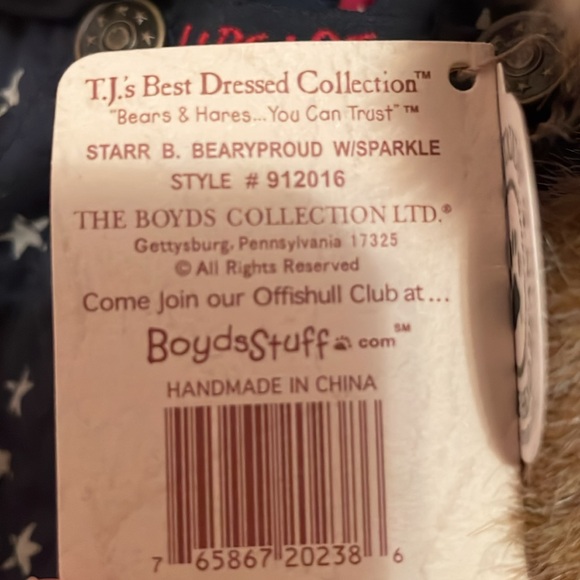 T.J.'s Best Dressed Collection™
"Bears & Hares...You Can Trust"™
STARR B. BEARYPROUD W/SPARKLE
STYLE # 912016
THE BOYDS COLLECTION LTD.®
Gettysburg, Pennsylvania 17325
© All Rights Reserved
Come Join our Offishull Club at...
BoydsStuff.com℠
HANDMADE IN CHINA
7 65867 20238 6